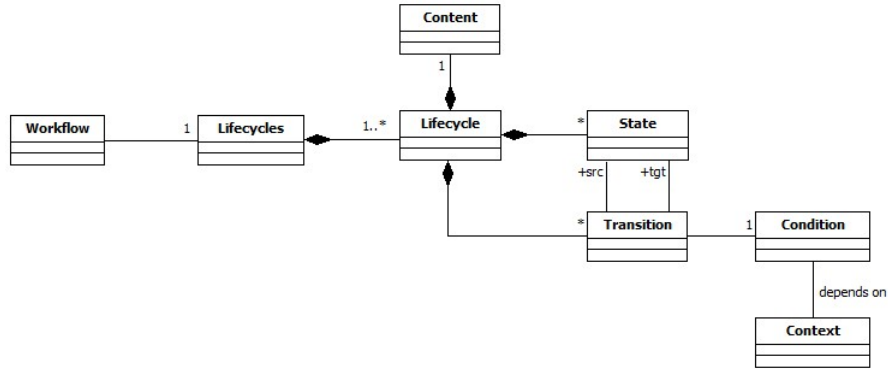 Content
1
Workflow
1
Lifecycles
1..*
Lifecycle
*
State
+src
+tgt
*
Transition
1
Condition
depends on
Context